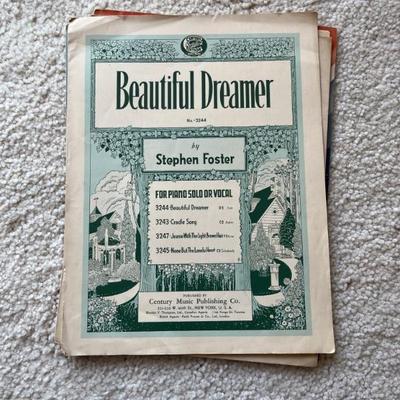 Beautiful Dreamer
No. 3244
by
Stephen Foster
FOR PIANO SOLO OR VOCAL
3244-Beautiful Dreamer
3243-Cradle Song
3247-Jeanie With The Light Brown Hair
3245-None But The Lonely Heart
PUBLISHED BY
Century Music Publishing Co.
NEW YORK, U. S. A.